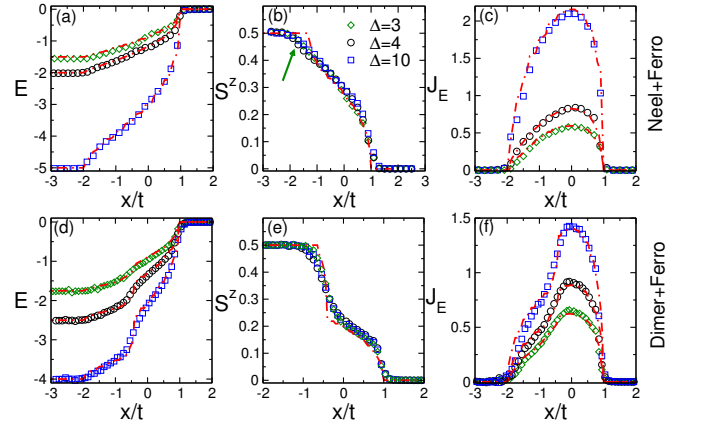 (a)
E
0
-1
-2
-3
-4
-5
-3 -2 -1 0 1 2
x/t
(b)
Δ=3
Δ=4
Δ=10
S^Z
0.5
0.4
0.3
0.2
0.1
0
-2 -1 0 1 2 3
x/t
(c)
J_E
2
1.5
1
0.5
0
-3 -2 -1 0 1 2
x/t
Neel+Ferro
(d)
E
0
-1
-2
-3
-4
-3 -2 -1 0 1 2
x/t
(e)
S^Z
0.5
0.4
0.3
0.2
0.1
0
-2 -1 0 1 2
x/t
(f)
J_E
1.5
1
0.5
0
-3 -2 -1 0 1 2
x/t
Dimer+Ferro